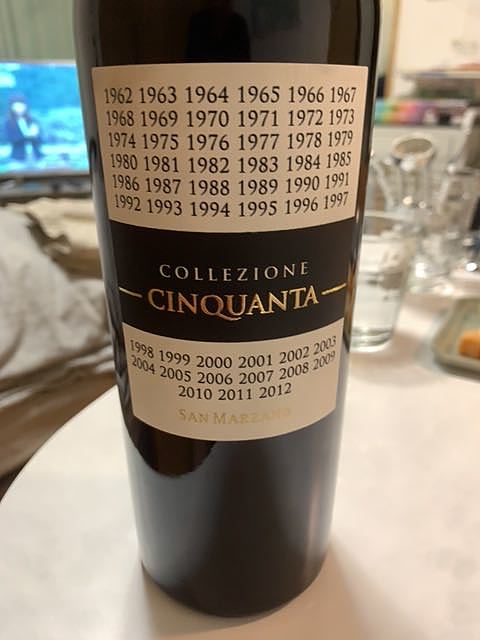 1962 1963 1964 1965 1966 1967
1968 1969 1970 1971 1972 1973
1974 1975 1976 1977 1978 1979
1980 1981 1982 1983 1984 1985
1986 1987 1988 1989 1990 1991
1992 1993 1994 1995 1996 1997
COLLEZIONE
CINQUANTA
1998 1999 2000 2001 2002 2003
2004 2005 2006 2007 2008 2009
2010 2011 2012
SAN MARZANO